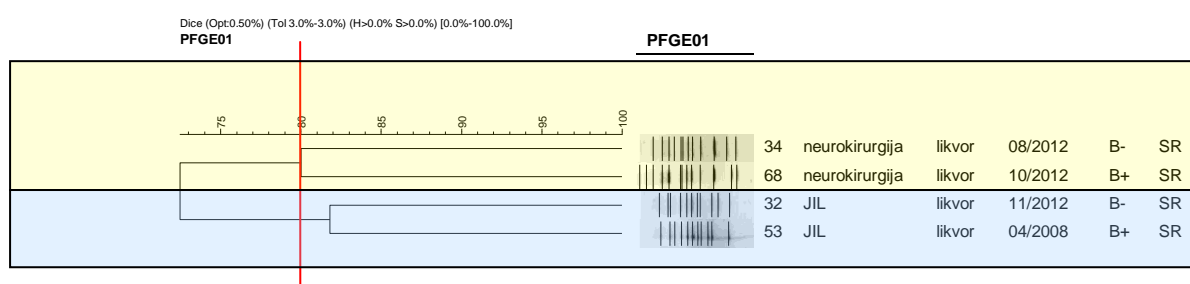 Dice (Opt:0.50%) (Tol 3.0%-3.0%) (H>0.0% S>0.0%) [0.0%-100.0%]
PFGE01 PFGE01
75 80 85 90 95 100
34 neurokirurgija likvor 08/2012 B- SR
68 neurokirurgija likvor 10/2012 B+ SR
32 JIL likvor 11/2012 B- SR
53 JIL likvor 04/2008 B+ SR